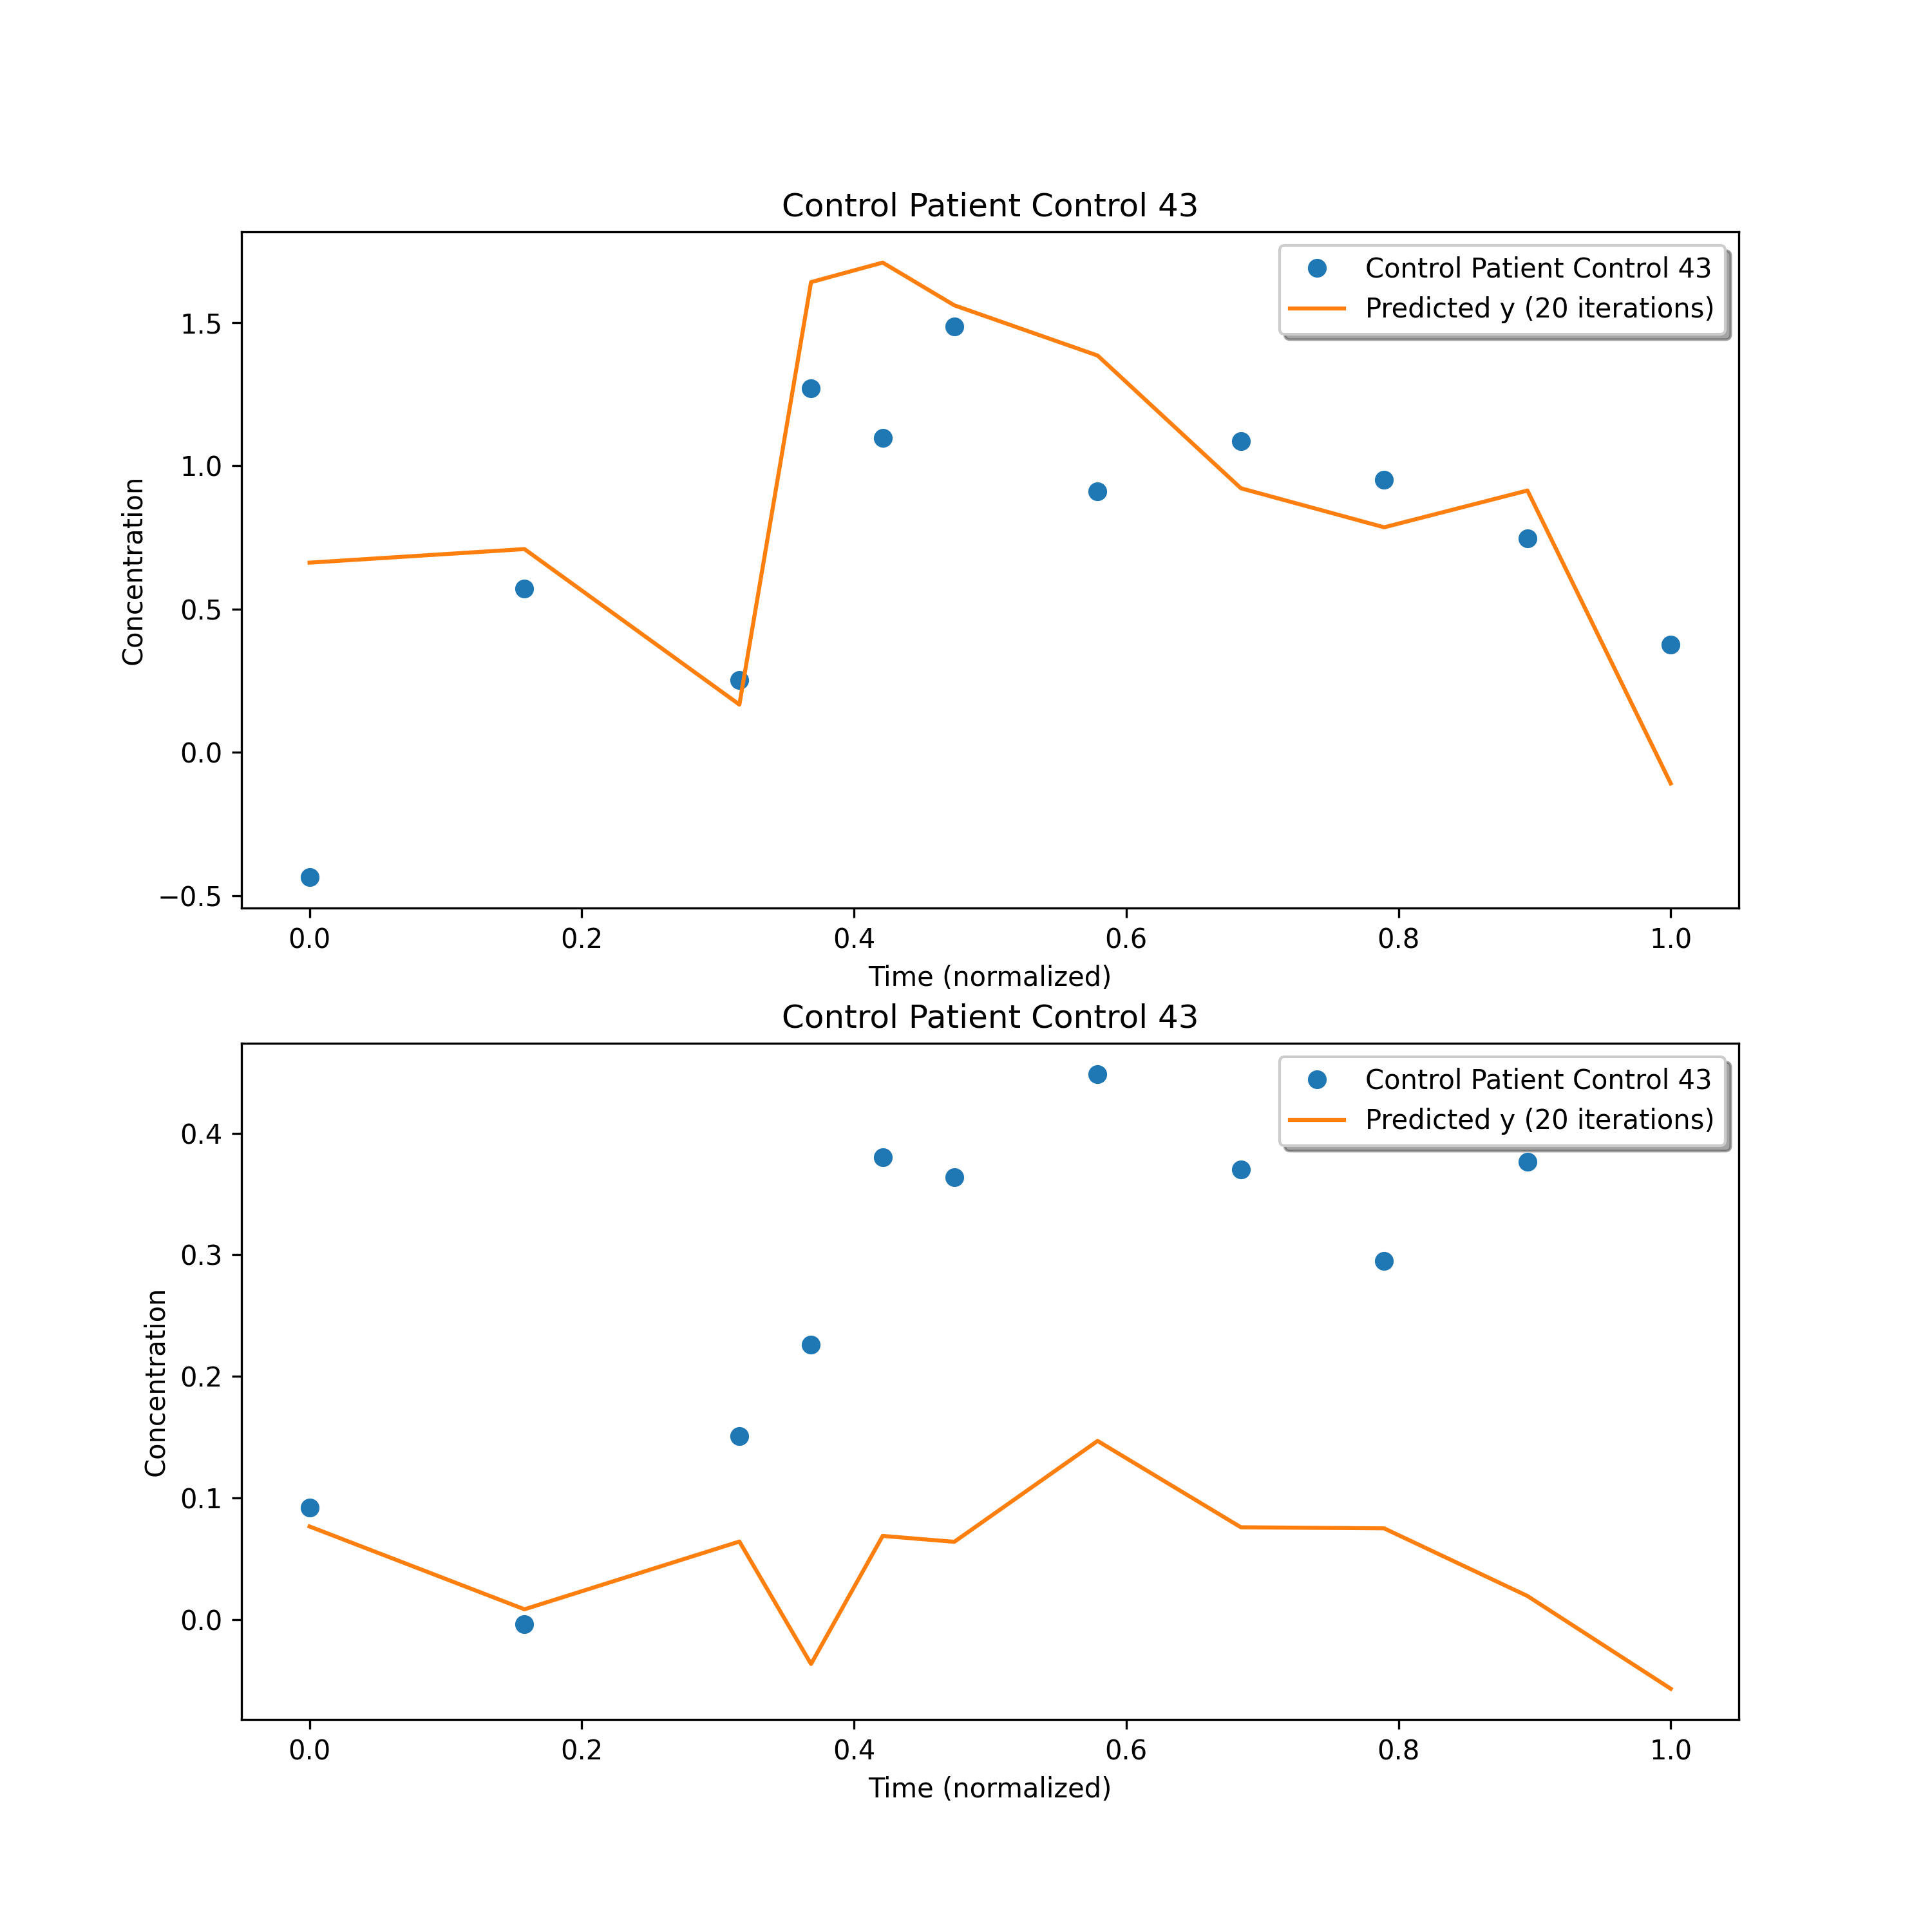 Control Patient Control 43
Control Patient Control 43
Predicted y (20 iterations)
Concentration
1.5
1.0
0.5
0.0
−0.5
0.0 0.2 0.4 0.6 0.8 1.0
Time (normalized)
Control Patient Control 43
Control Patient Control 43
Predicted y (20 iterations)
Concentration
0.4
0.3
0.2
0.1
0.0
0.0 0.2 0.4 0.6 0.8 1.0
Time (normalized)